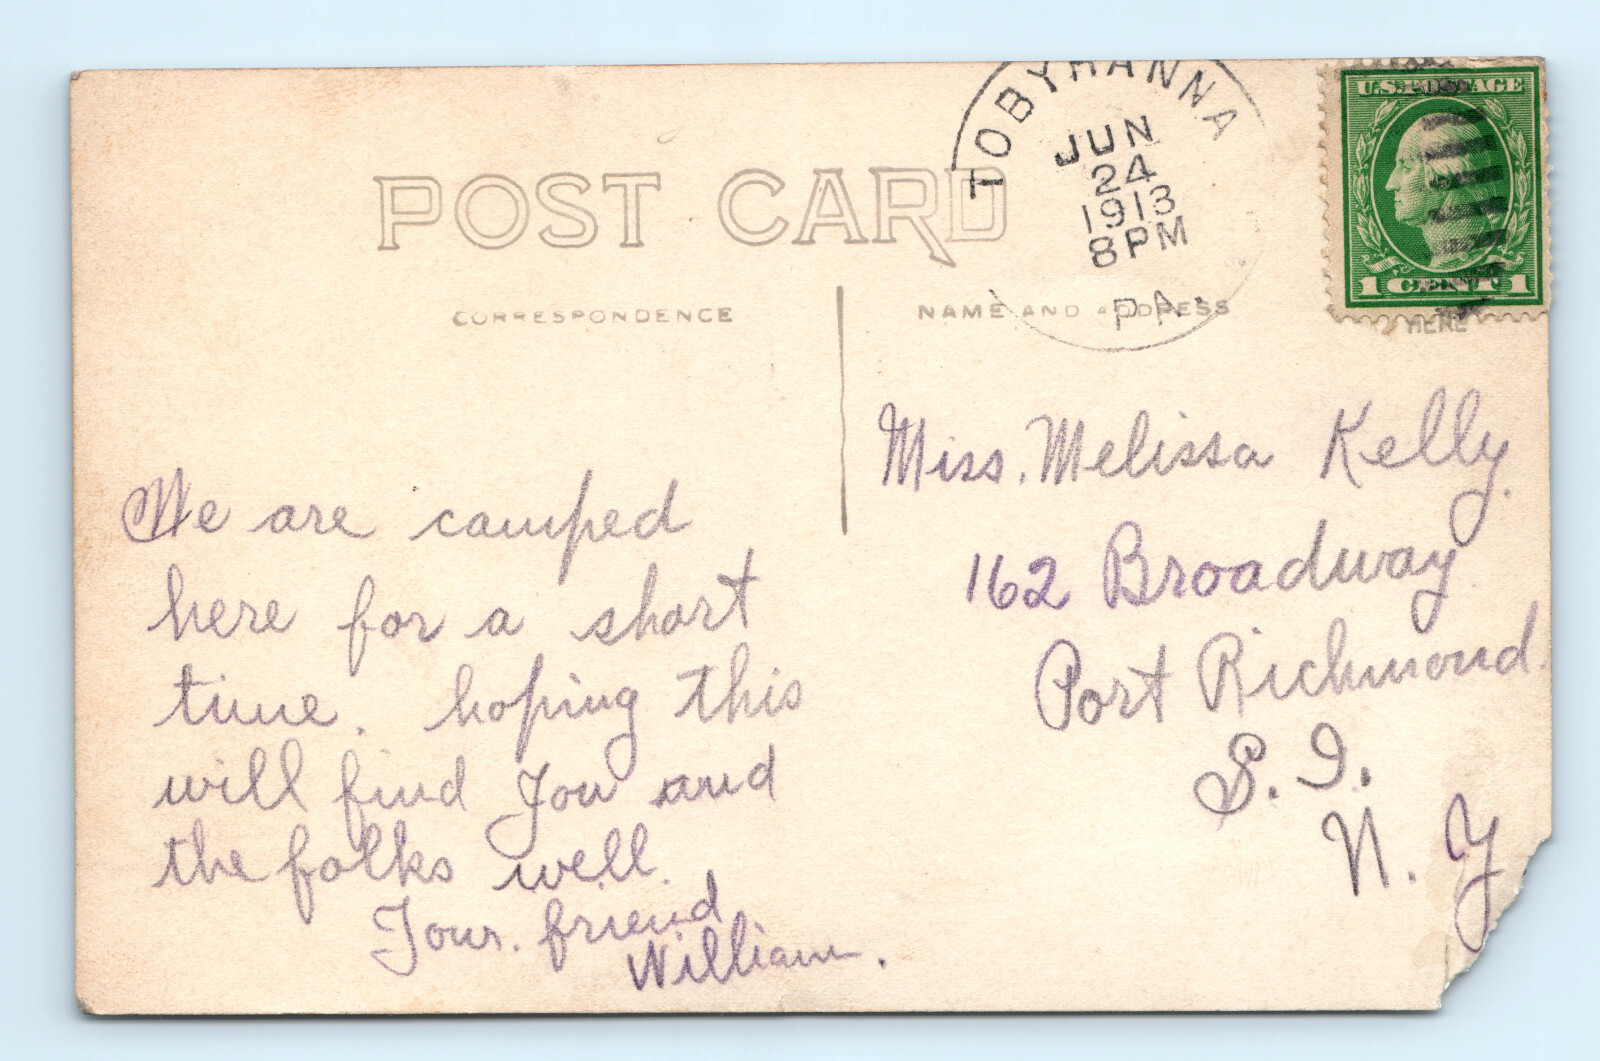 POST CARD
CORRESPONDENCE
NAME AND ADDRESS
TOBYHANNA
JUN
24
1913
8 PM
PA.
U.S. POSTAGE
1 CENT 1
HERE
We are camped
here for a short
time. hoping this
will find You and
the folks well.
Your. friend
William.
Miss. Melissa Kelly.
162 Broadway
Port Richmond.
S. I.
N. Y